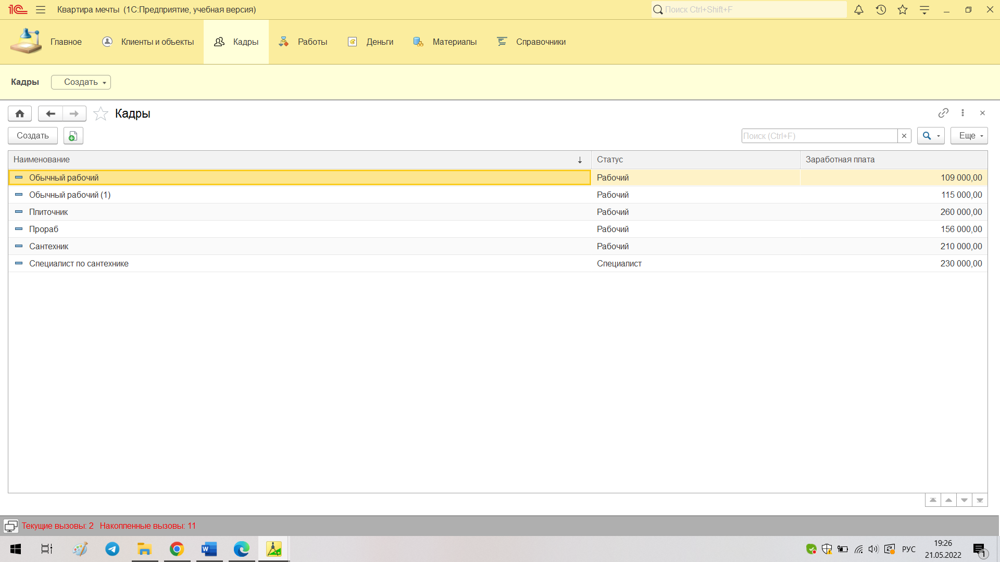 1С Квартира мечты (1С:Предприятие, учебная версия) Поиск Ctrl+Shift+F
Главное Клиенты и объекты Кадры Работы Деньги Материалы Справочники
Кадры Создать
Кадры
Создать Поиск (Ctrl+F) × Еще
Наименование ↓ Статус Заработная плата
Обычный рабочий Рабочий 109 000,00
Обычный рабочий (1) Рабочий 115 000,00
Плиточник Рабочий 260 000,00
Прораб Рабочий 156 000,00
Сантехник Рабочий 210 000,00
Специалист по сантехнике Специалист 230 000,00
Текущие вызовы: 2 Накопленные вызовы: 11
W РУС 19:26
21.05.2022
1